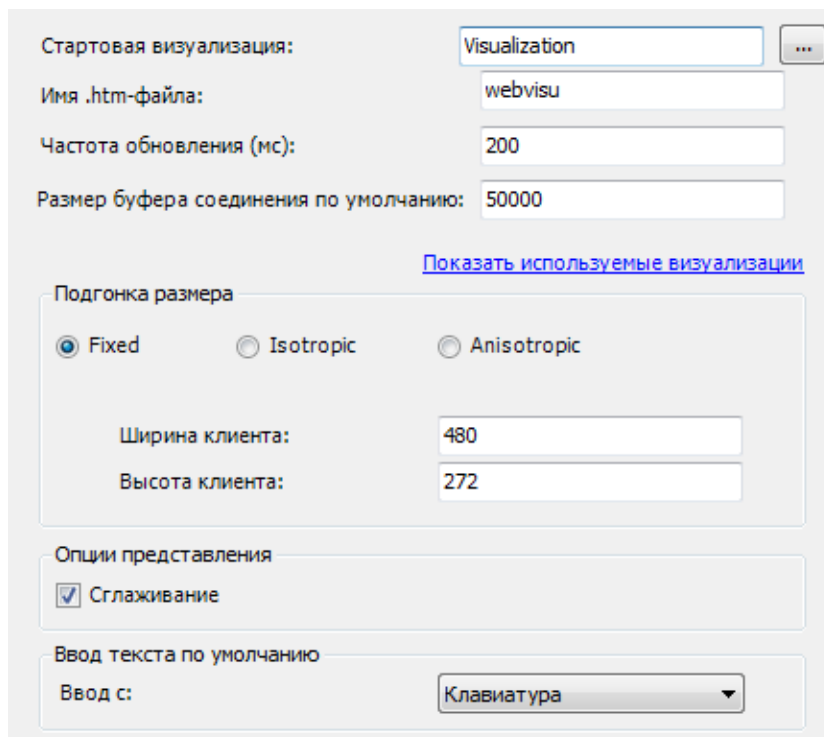 Стартовая визуализация: Visualization ...
Имя .htm-файла: webvisu
Частота обновления (мс): 200
Размер буфера соединения по умолчанию: 50000
Показать используемые визуализации
Подгонка размера
Fixed Isotropic Anisotropic
Ширина клиента: 480
Высота клиента: 272
Опции представления
Сглаживание
Ввод текста по умолчанию
Ввод с: Клавиатура